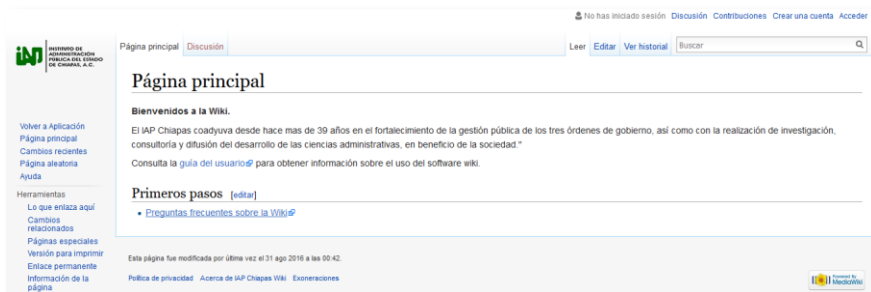 No has iniciado sesión Discusión Contribuciones Crear una cuenta Acceder
iAP INSTITUTO DE
ADMINISTRACIÓN
PÚBLICA DEL ESTADO
DE CHIAPAS, A.C.
Página principal Discusión
Leer Editar Ver historial Buscar
Página principal
Bienvenidos a la Wiki.
El IAP Chiapas coadyuva desde hace mas de 39 años en el fortalecimiento de la gestión pública de los tres órdenes de gobierno, así como con la realización de investigación,
consultoría y difusión del desarrollo de las ciencias administrativas, en beneficio de la sociedad."
Consulta la guía del usuario para obtener información sobre el uso del software wiki.
Primeros pasos [editar]
• Preguntas frecuentes sobre la Wiki
Volver a Aplicación
Página principal
Cambios recientes
Página aleatoria
Ayuda
Herramientas
Lo que enlaza aquí
Cambios
relacionados
Páginas especiales
Versión para imprimir
Enlace permanente
Información de la
página
Esta página fue modificada por última vez el 31 ago 2016 a las 00:42.
Política de privacidad Acerca de IAP Chiapas Wiki Exoneraciones
Powered By
MediaWiki